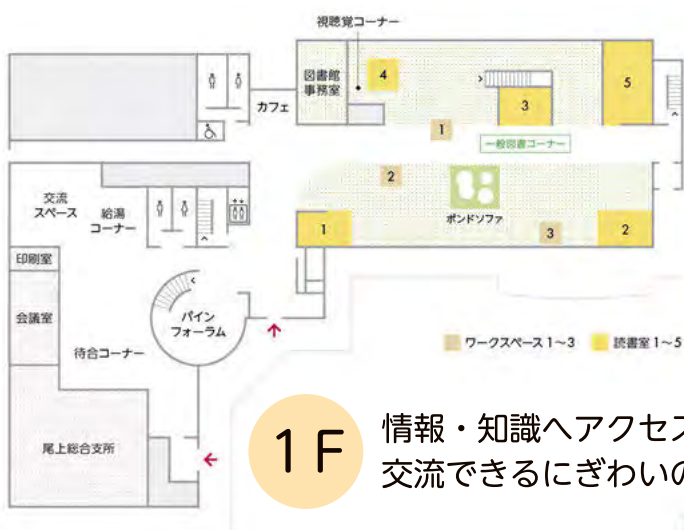 視聴覚コーナー
図書館
事務室
4
5
カフェ
3
1
一般図書コーナー
2
交流
スペース
給湯
コーナー
ポンドソファ
1
3
2
印刷室
会議室
パイン
フォーラム
待合コーナー
ワークスペース 1〜3
読書室 1〜5
尾上総合支所
1F
情報・知識へアクセス
交流できるにぎわいの